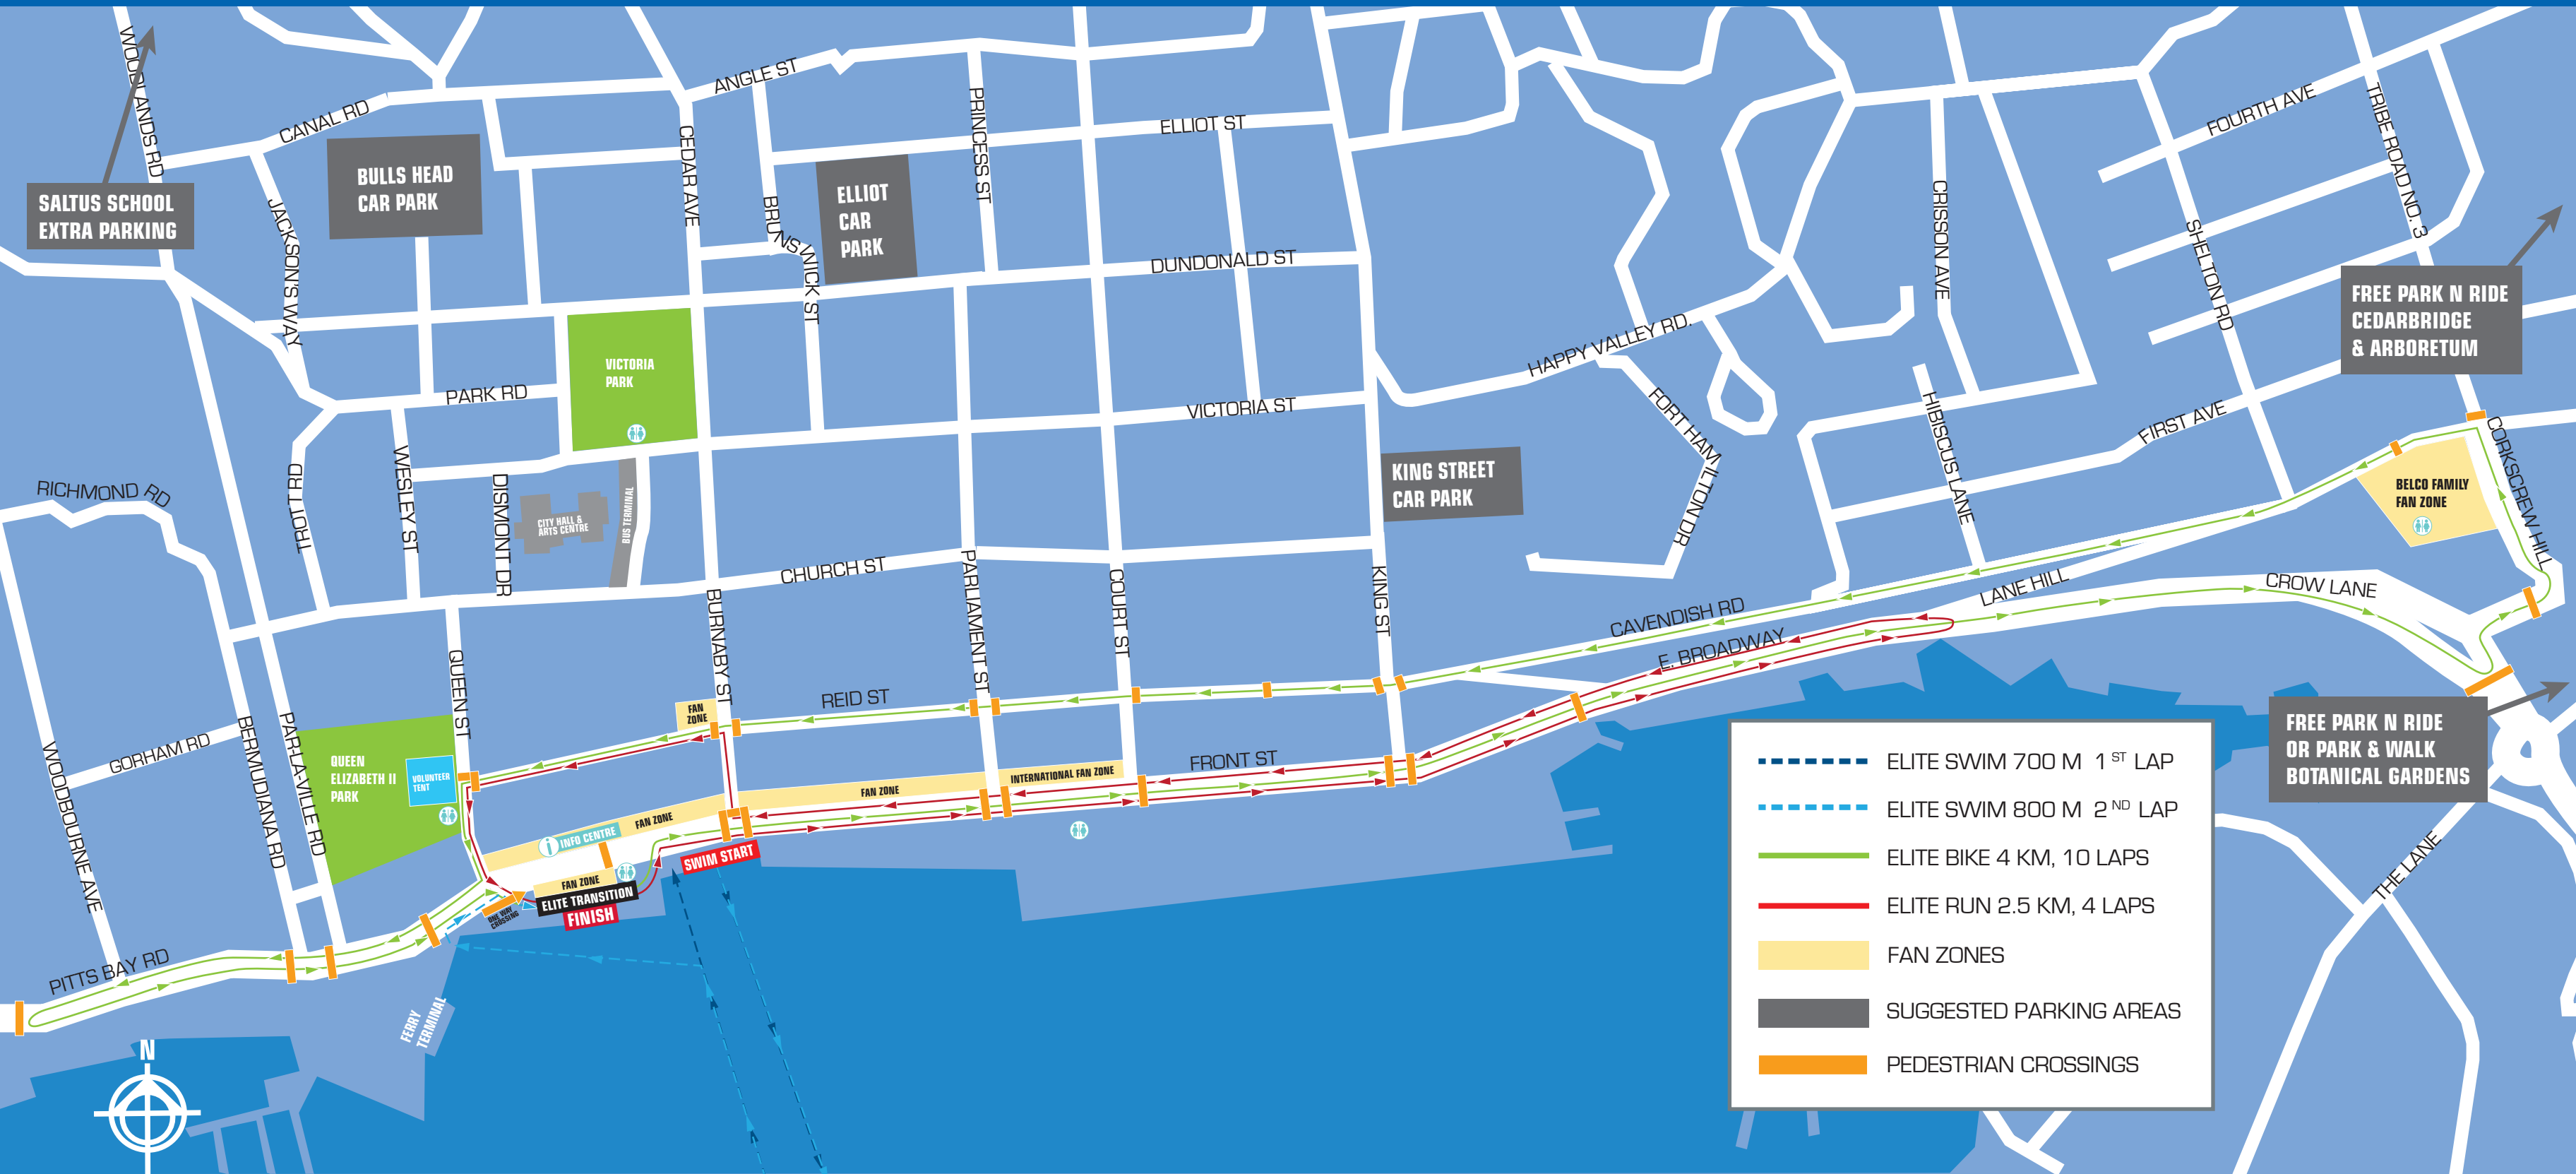 WOODLANDS RD
CANAL RD
ANGLE ST
PRINCESS ST
ELLIOT ST
CEDAR AVE
BRUNSWICK ST
JACKSON'S WAY
SALTUS SCHOOL
EXTRA PARKING
BULLS HEAD
CAR PARK
ELLIOT
CAR
PARK
DUNDONALD ST
FOURTH AVE
TRIBE ROAD NO. 3
CRISSON AVE
SHELTON RD
FREE PARK N RIDE
CEDARBRIDGE
& ARBORETUM
HAPPY VALLEY RD.
VICTORIA
PARK
PARK RD
VICTORIA ST
FORT HAMILTON DR
HIBISCUS LANE
FIRST AVE
CORKSCREW HILL
KING STREET
CAR PARK
BELCO FAMILY
FAN ZONE
RICHMOND RD
TROTT RD
WESLEY ST
DISMONT DR
CITY HALL &
ARTS CENTRE
BUS TERMINAL
CHURCH ST
PARLIAMENT ST
COURT ST
KING ST
BURNABY ST
QUEEN ST
CAVENDISH RD
E. BROADWAY
LANE HILL
CROW LANE
REID ST
FAN
ZONE
FRONT ST
INTERNATIONAL FAN ZONE
FAN ZONE
FAN ZONE
i INFO CENTRE
FAN ZONE
ELITE TRANSITION
FINISH
SWIM START
ONE WAY
CROSSING
QUEEN
ELIZABETH II
PARK
VOLUNTEER
TENT
GORHAM RD
BERMUDIANA RD
PAR-LA-VILLE RD
WOODBOURNE AVE
PITTS BAY RD
FERRY
TERMINAL
N
FREE PARK N RIDE
OR PARK & WALK
BOTANICAL GARDENS
THE LANE
ELITE SWIM 700 M 1 ST LAP
ELITE SWIM 800 M 2 ND LAP
ELITE BIKE 4 KM, 10 LAPS
ELITE RUN 2.5 KM, 4 LAPS
FAN ZONES
SUGGESTED PARKING AREAS
PEDESTRIAN CROSSINGS